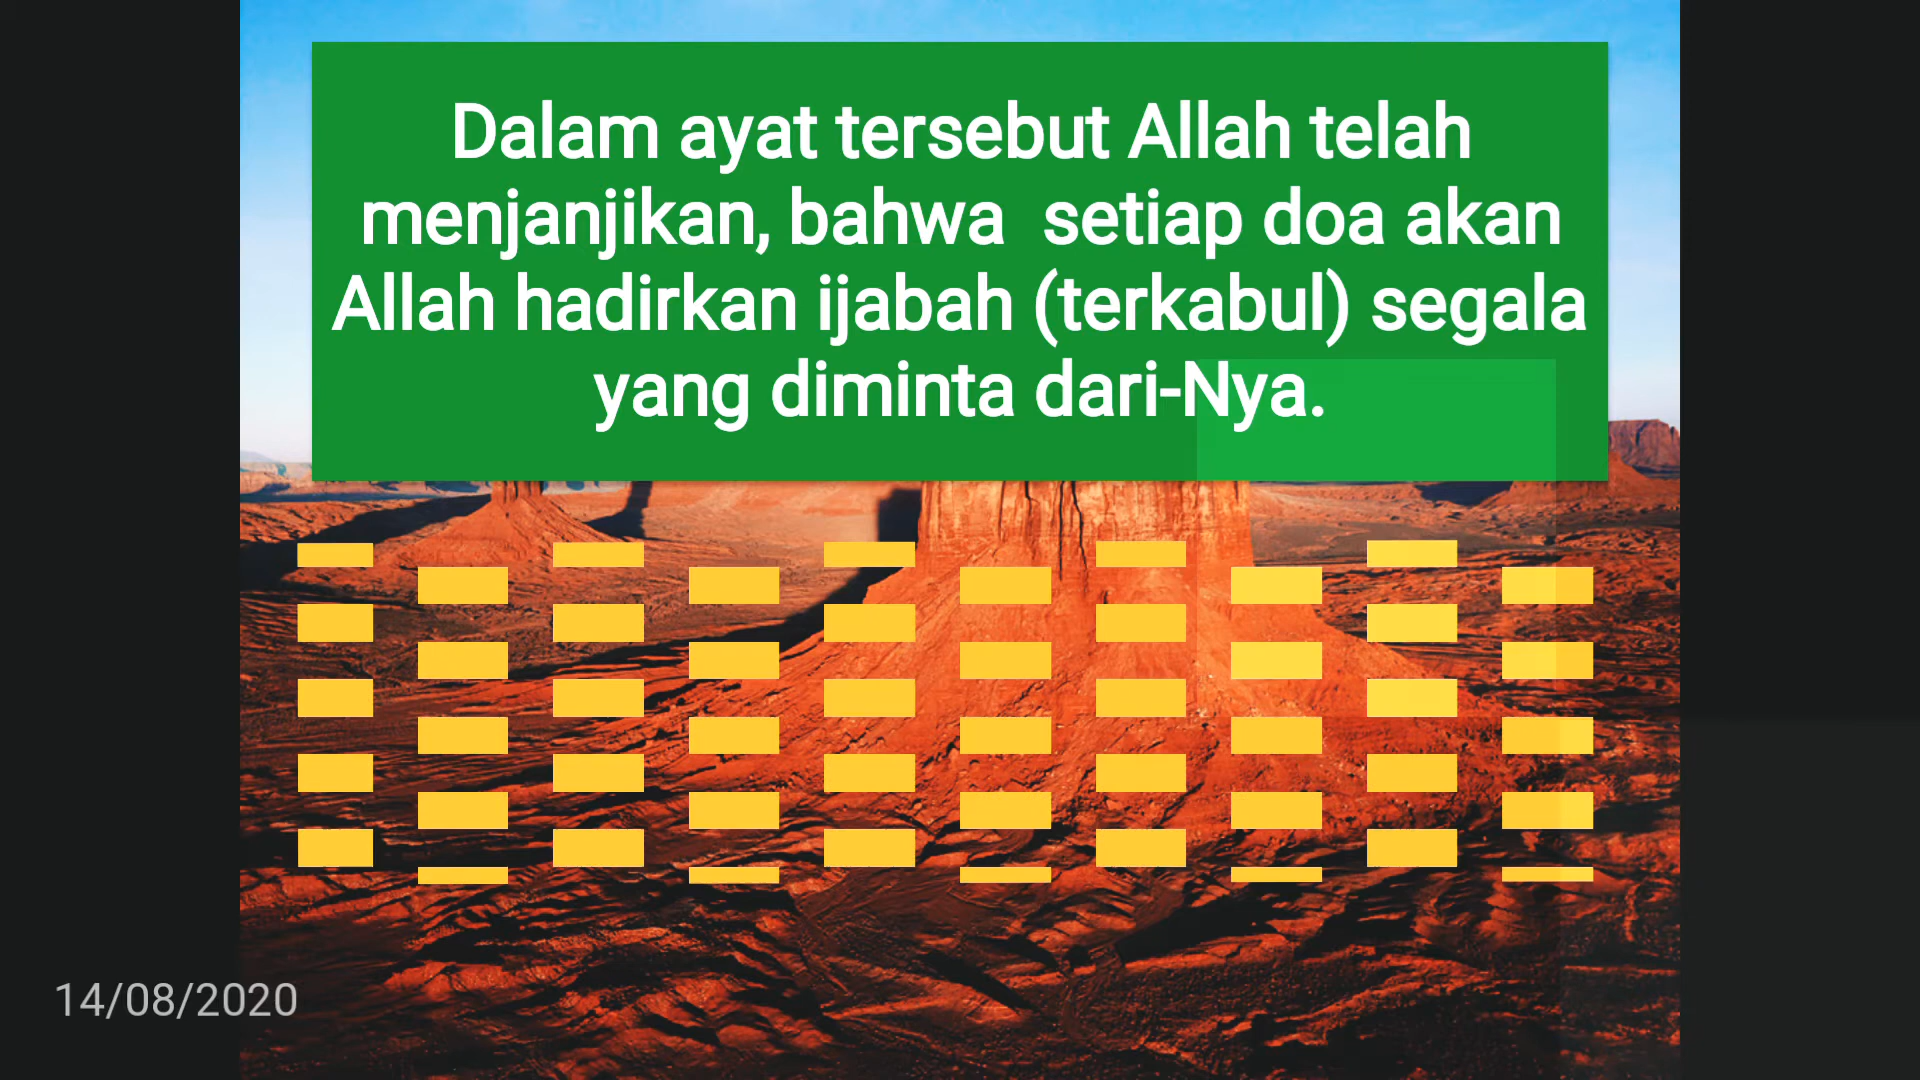 Dalam ayat tersebut Allah telah
menjanjikan, bahwa  setiap doa akan
Allah hadirkan ijabah (terkabul) segala
yang diminta dari-Nya.
14/08/2020